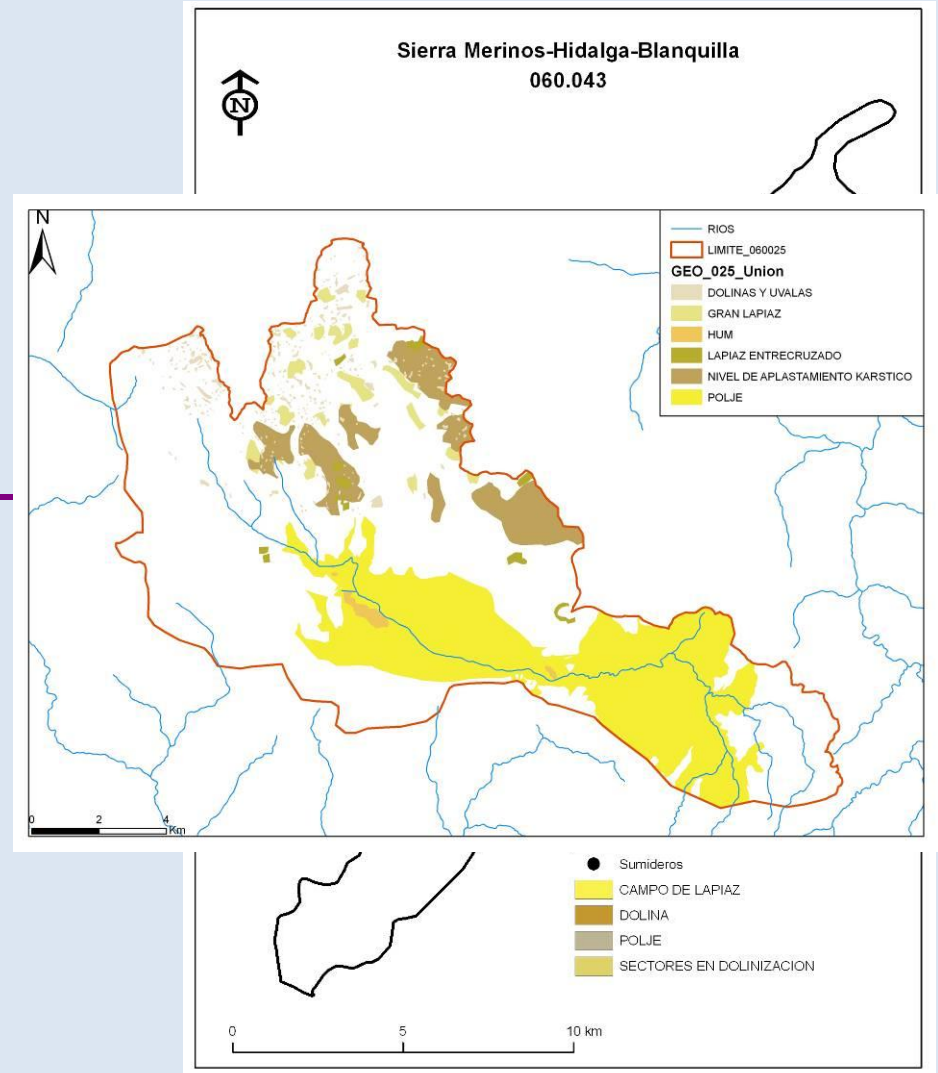 Sierra Merinos-Hidalga-Blanquilla
060.043
N
N
RIOS
LIMITE_060025
GEO_025_Union
DOLINAS Y UVALAS
GRAN LAPIAZ
HUM
LAPIAZ ENTRECRUZADO
NIVEL DE APLASTAMIENTO KARSTICO
POLJE
0 2 4
Km
Sumideros
CAMPO DE LAPIAZ
DOLINA
POLJE
SECTORES EN DOLINIZACION
0 5 10 km